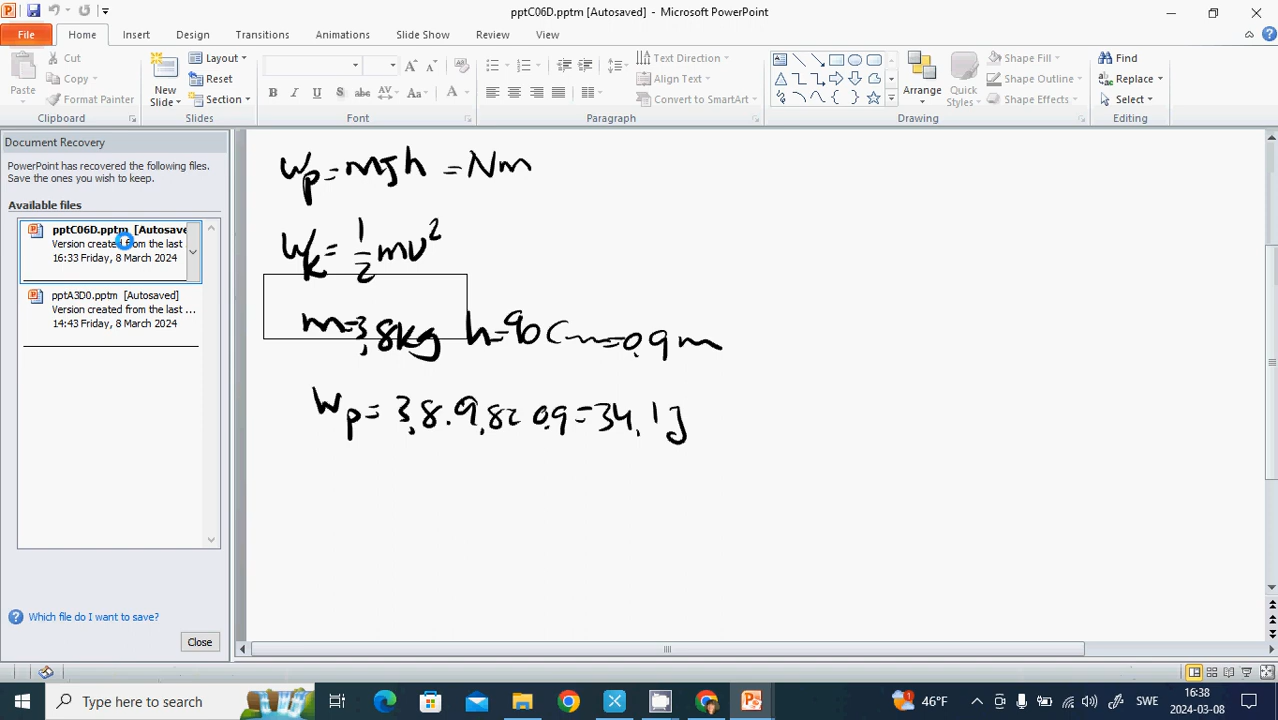 pptC06D.pptm [Autosaved] - Microsoft PowerPoint
File Home Insert Design Transitions Animations Slide Show Review View
Paste Cut Copy Format Painter Clipboard
New Slide Layout Reset Section Slides
B I U S abc AV Aa A Font
Text Direction Align Text Convert to SmartArt Paragraph
Arrange Quick Styles Shape Fill Shape Outline Shape Effects Drawing
Find Replace Select Editing
Document Recovery
PowerPoint has recovered the following files.
Save the ones you wish to keep.
Available files
pptC06D.pptm [Autosave
Version created from the last
16:33 Friday, 8 March 2024
pptA3D0.pptm [Autosaved]
Version created from the last ...
14:43 Friday, 8 March 2024
Which file do I want to save?
Close
Wp=mgh =Nm
Wk= 1/2 mv²
m=3,8kg h=90cm=0,9m
Wp= 3,8.9,82 0,9=34,1J
Type here to search
46°F
SWE
16:38
2024-03-08